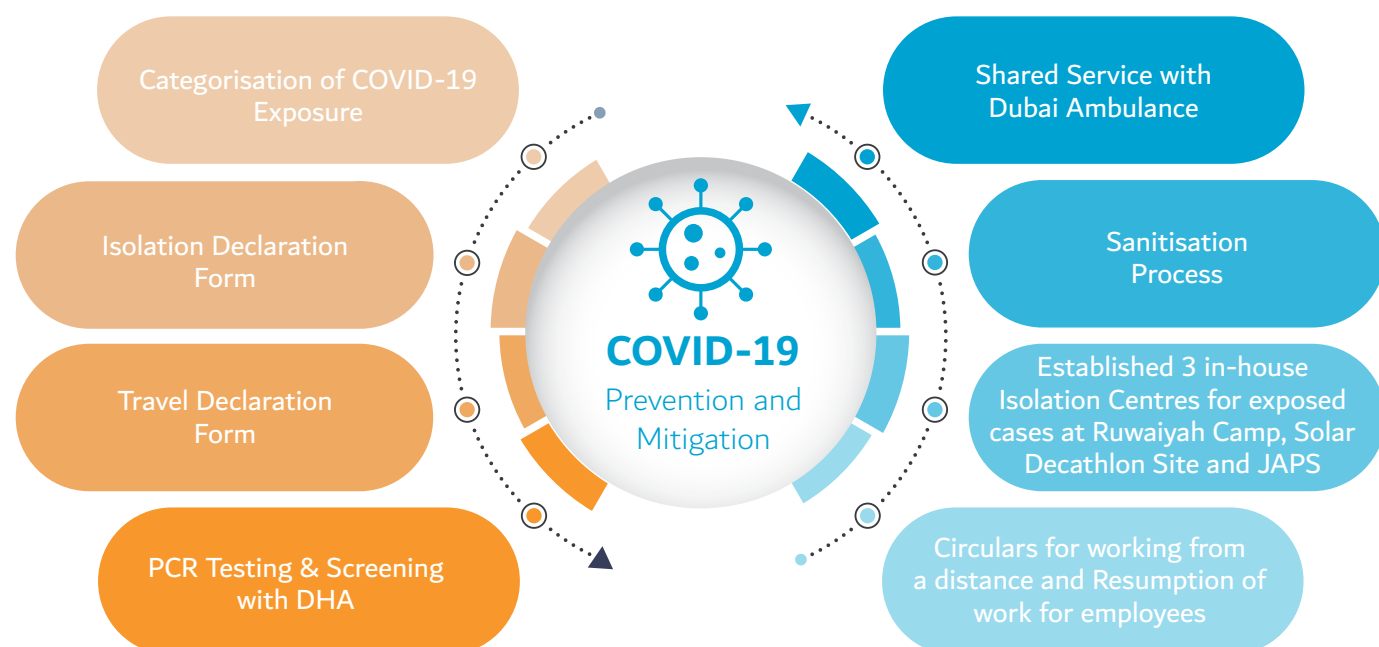 Categorisation of COVID-19
Exposure
Isolation Declaration
Form
Travel Declaration
Form
PCR Testing & Screening
with DHA
COVID-19
Prevention and
Mitigation
Shared Service with
Dubai Ambulance
Sanitisation
Process
Established 3 in-house
Isolation Centres for exposed
cases at Ruwaiyah Camp, Solar
Decathlon Site and JAPS
Circulars for working from
a distance and Resumption of
work for employees